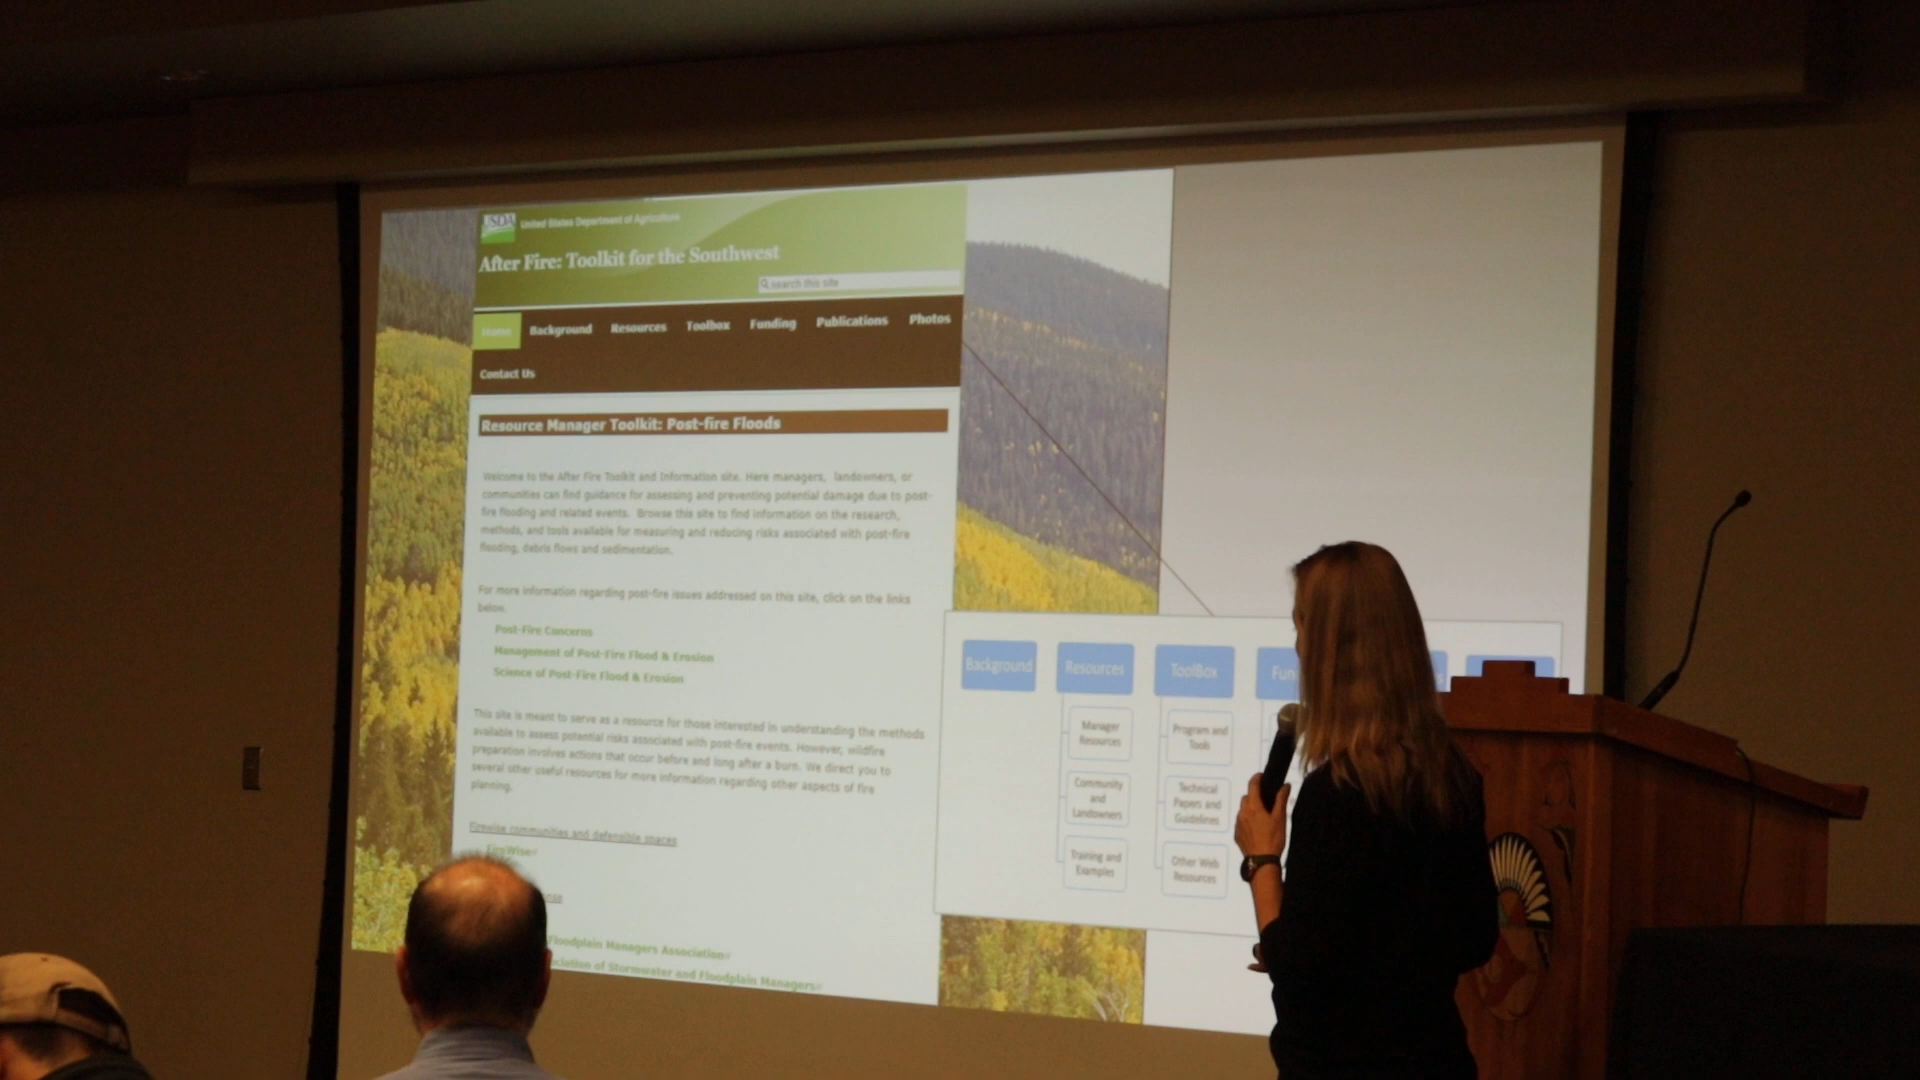 USDA United States Department of Agriculture
After Fire: Toolkit for the Southwest
search this site
Home Background Resources Toolbox Funding Publications Photos
Contact Us
Resource Manager Toolkit: Post-fire Floods
Welcome to the After Fire Toolkit and Information site. Here managers, landowners, or
communities can find guidance for assessing and preventing potential damage due to post-
fire flooding and related events. Browse this site to find information on the research,
methods, and tools available for measuring and reducing risks associated with post-fire
flooding, debris flows and sedimentation.
For more information regarding post-fire issues addressed on this site, click on the links
below.
Post-Fire Concerns
Management of Post-Fire Flood & Erosion
Science of Post-Fire Flood & Erosion
This site is meant to serve as a resource for those interested in understanding the methods
available to assess potential risks associated with post-fire events. However, wildfire
preparation involves actions that occur before and long after a burn. We direct you to
several other useful resources for more information regarding other aspects of fire
planning.
Firewise communities and defensible spaces
FireWise
Floodplain Managers Association
of Stormwater and Floodplain Managers
Background Resources ToolBox Fun
Manager
Resources
Community
and
Landowners
Training and
Examples
Program and
Tools
Technical
Papers and
Guidelines
Other Web
Resources